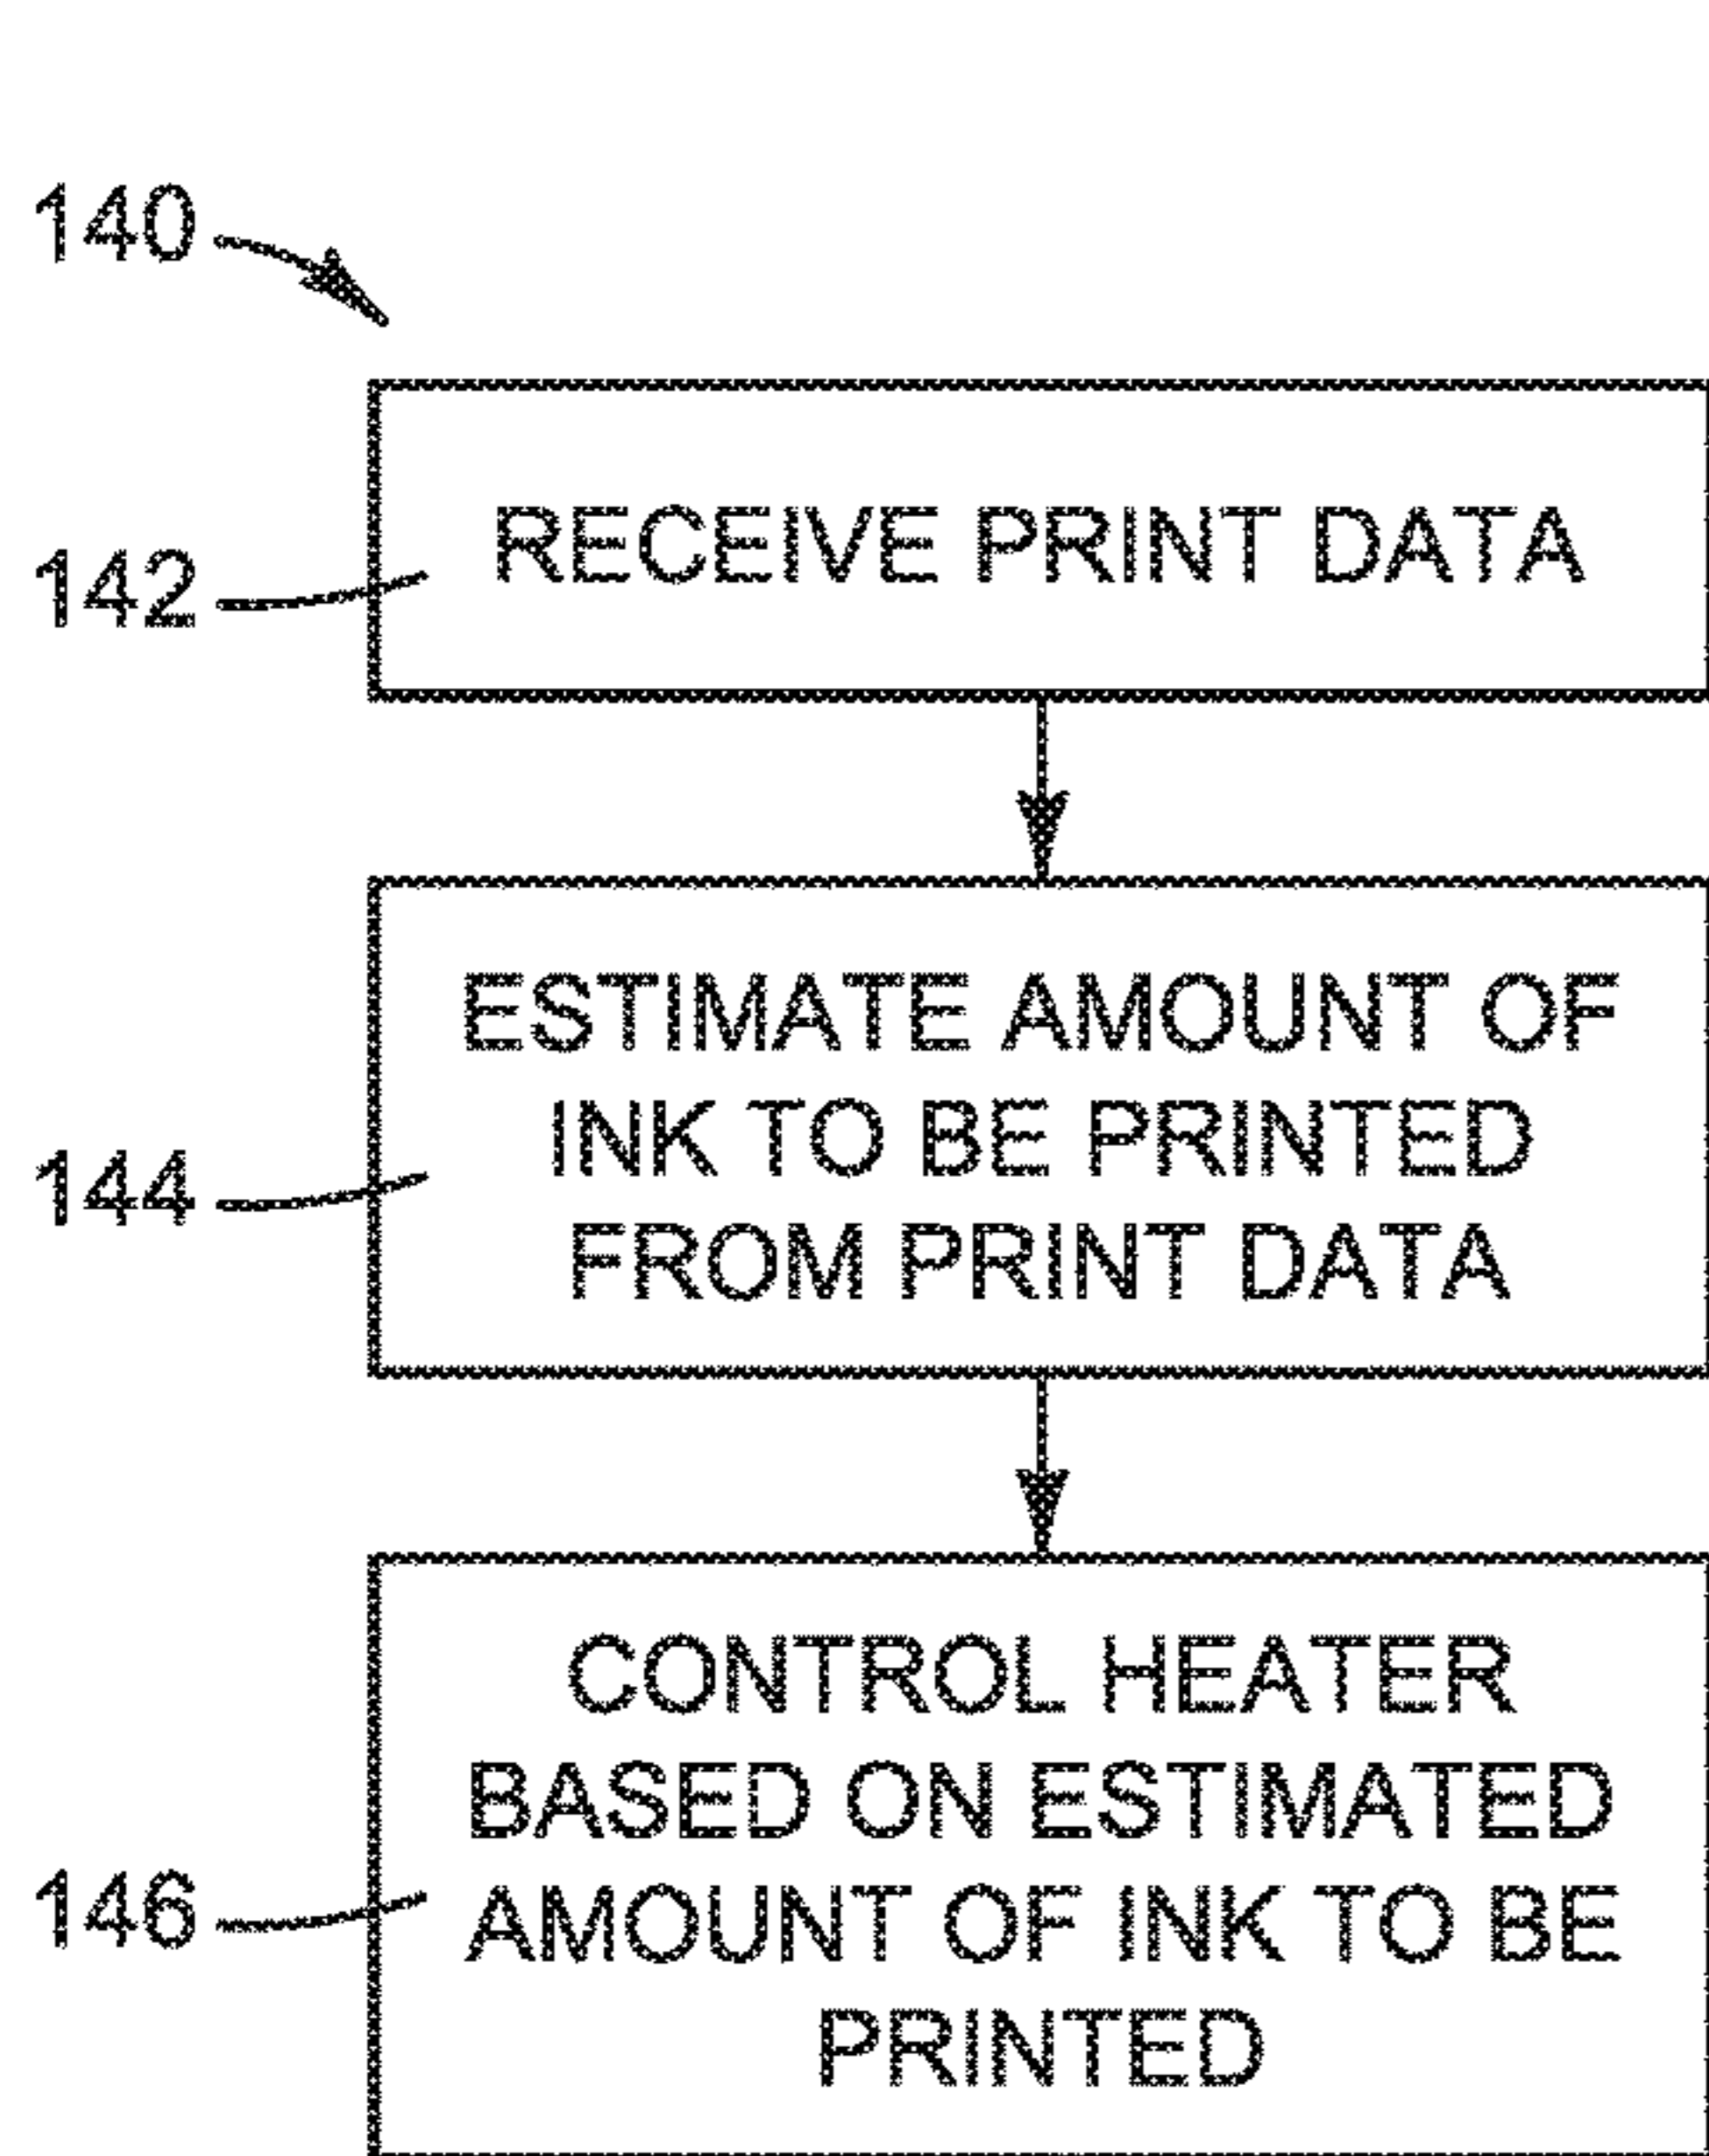 140
142
RECEIVE PRINT DATA
144
ESTIMATE AMOUNT OF
INK TO BE PRINTED
FROM PRINT DATA
146
CONTROL HEATER
BASED ON ESTIMATED
AMOUNT OF INK TO BE
PRINTED